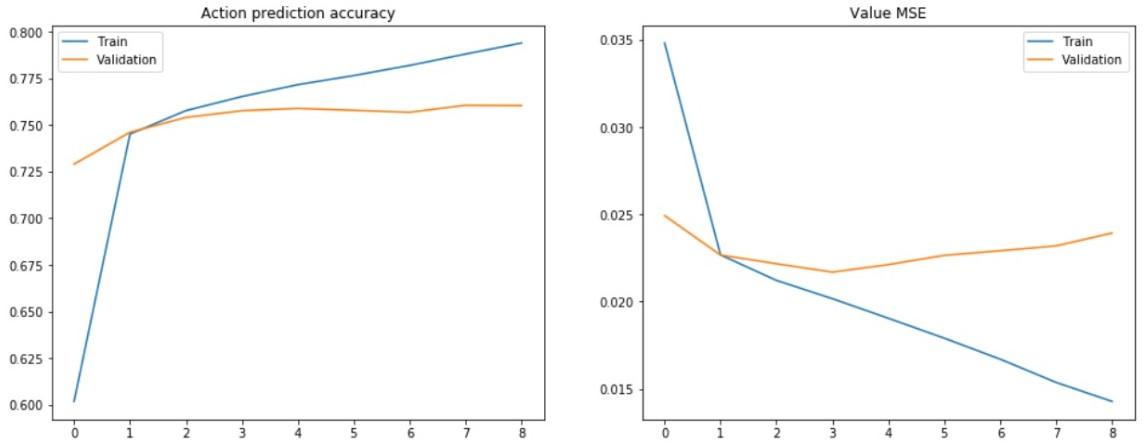 Action prediction accuracy
Train
Validation
0.800
0.775
0.750
0.725
0.700
0.675
0.650
0.625
0.600
0 1 2 3 4 5 6 7 8
Value MSE
Train
Validation
0.035
0.030
0.025
0.020
0.015
0 1 2 3 4 5 6 7 8